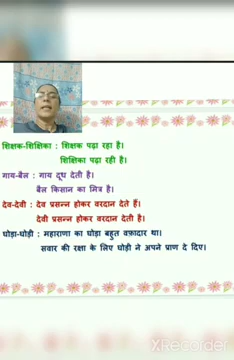 शिक्षक-शिक्षिका : शिक्षक पढ़ा रहा है।
शिक्षिका पढ़ा रही है।
गाय-बैल : गाय दूध देती है।
बैल किसान का मित्र है।
देव-देवी : देव प्रसन्न होकर वरदान देते हैं।
देवी प्रसन्न होकर वरदान देती है।
घोड़ा-घोड़ी : महाराणा का घोड़ा बहुत वफ़ादार था।
सवार की रक्षा के लिए घोड़ी ने अपने प्राण दे दिए।
XRecorder